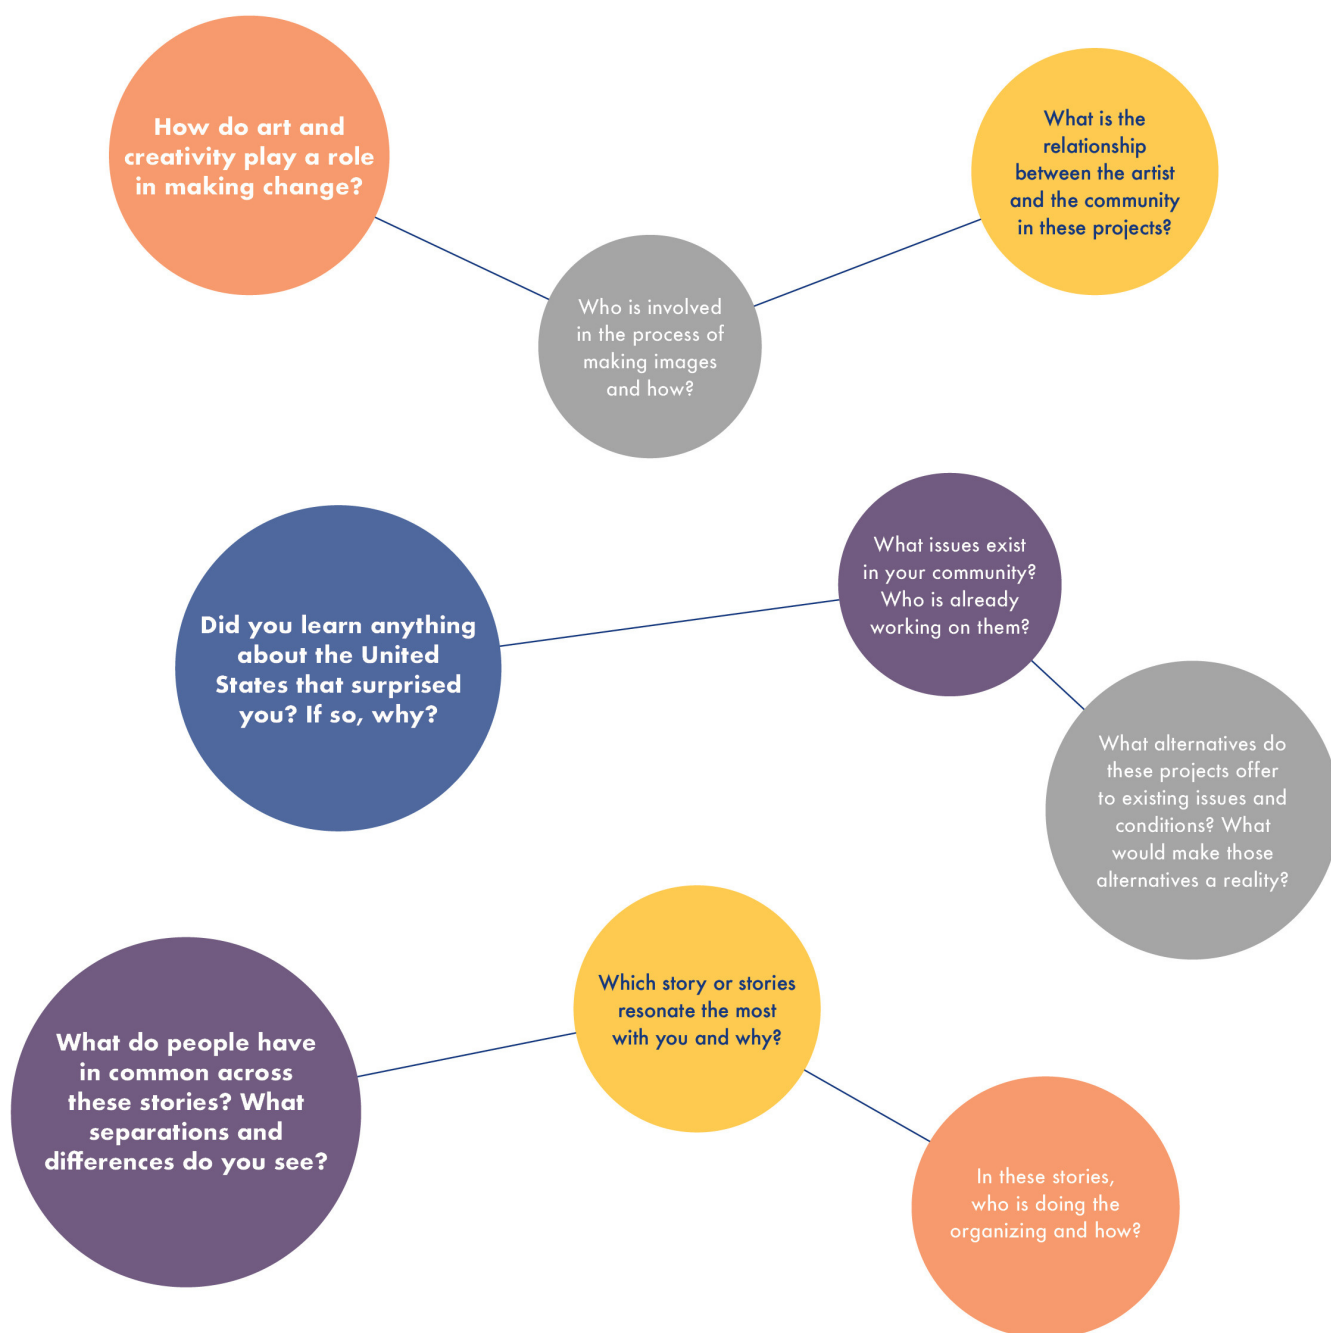 How do art and
creativity play a role
in making change?
What is the
relationship
between the artist
and the community
in these projects?
Who is involved
in the process of
making images
and how?
What issues exist
in your community?
Who is already
working on them?
Did you learn anything
about the United
States that surprised
you? If so, why?
What alternatives do
these projects offer
to existing issues and
conditions? What
would make those
alternatives a reality?
Which story or stories
resonate the most
with you and why?
What do people have
in common across
these stories? What
separations and
differences do you see?
In these stories,
who is doing the
organizing and how?